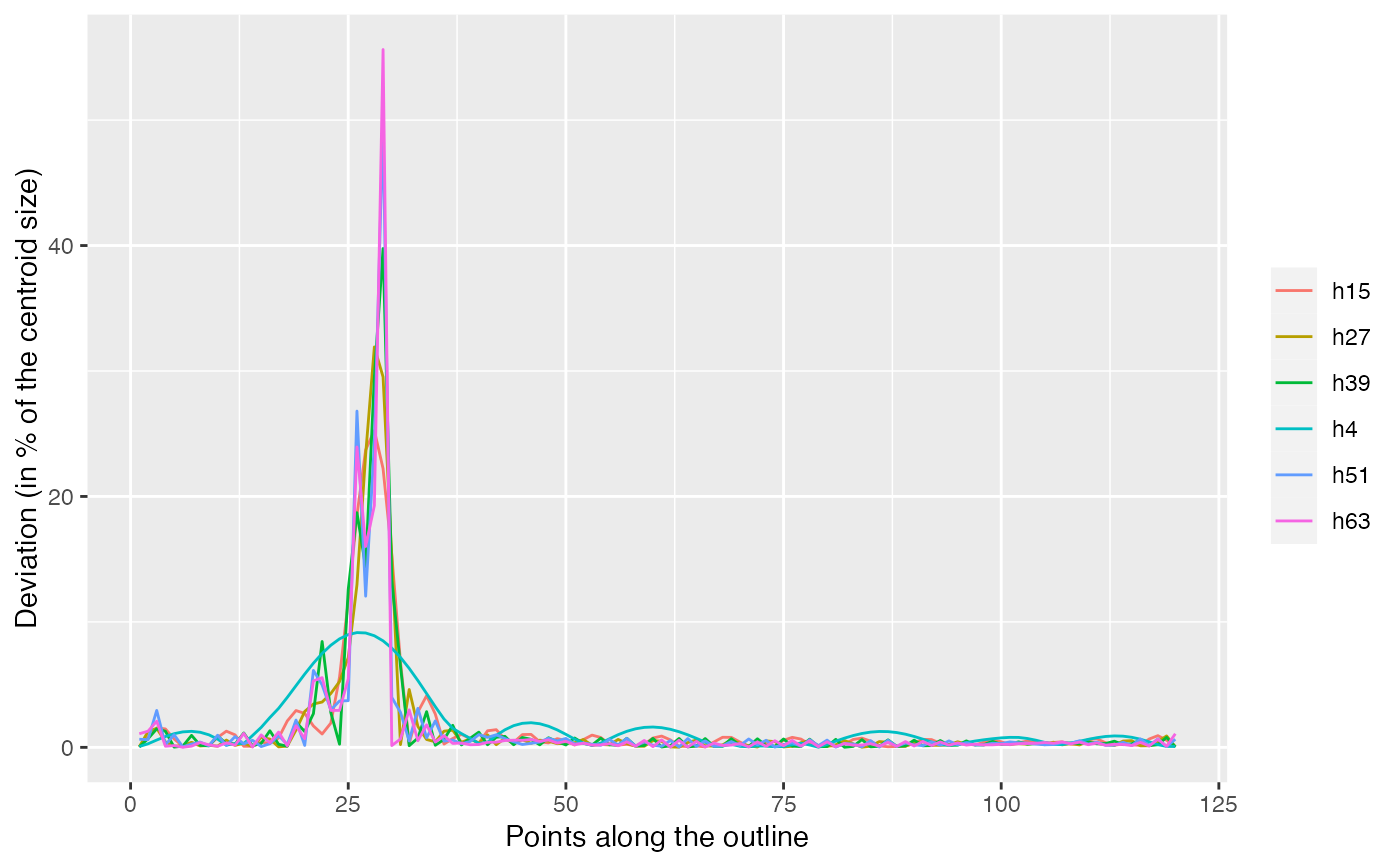 Deviation (in % of the centroid size)
40
20
0
0
25
50
75
100
125
Points along the outline
h15
h27
h39
h4
h51
h63